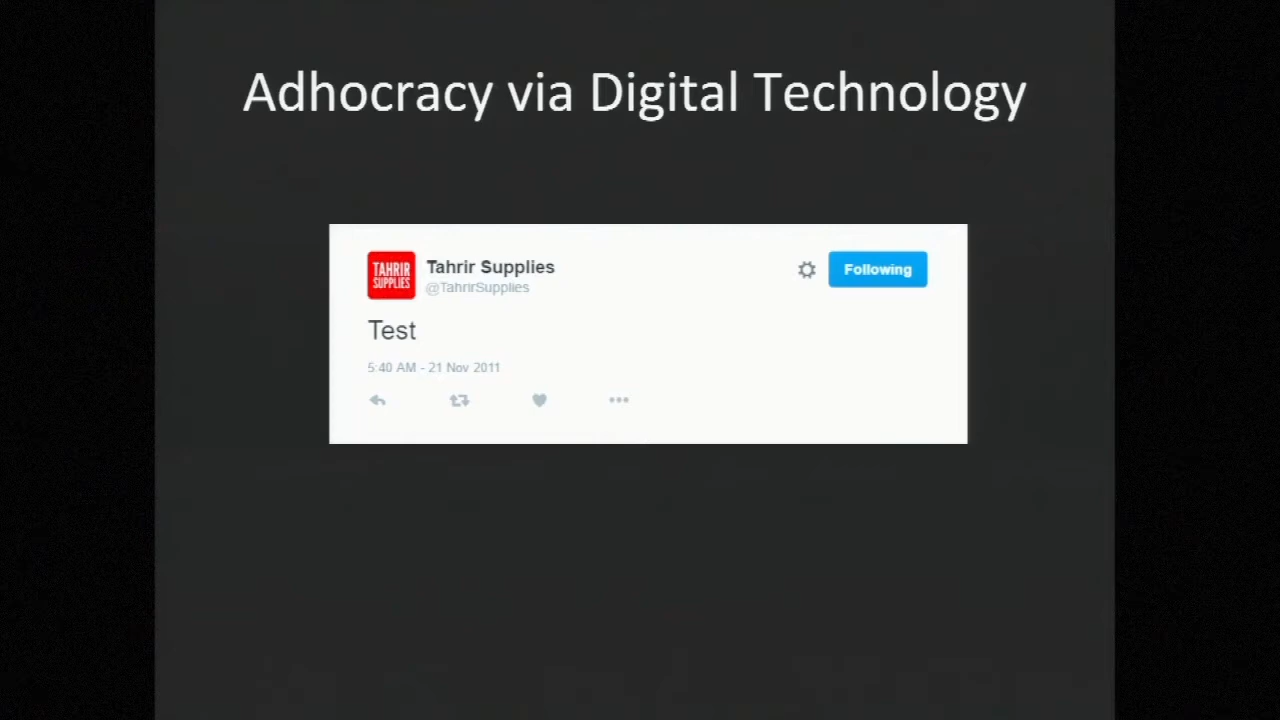 Adhocracy via Digital Technology
TAHRIR
SUPPLIES
Tahrir Supplies
@TahrirSupplies
Following
Test
5:40 AM - 21 Nov 2011